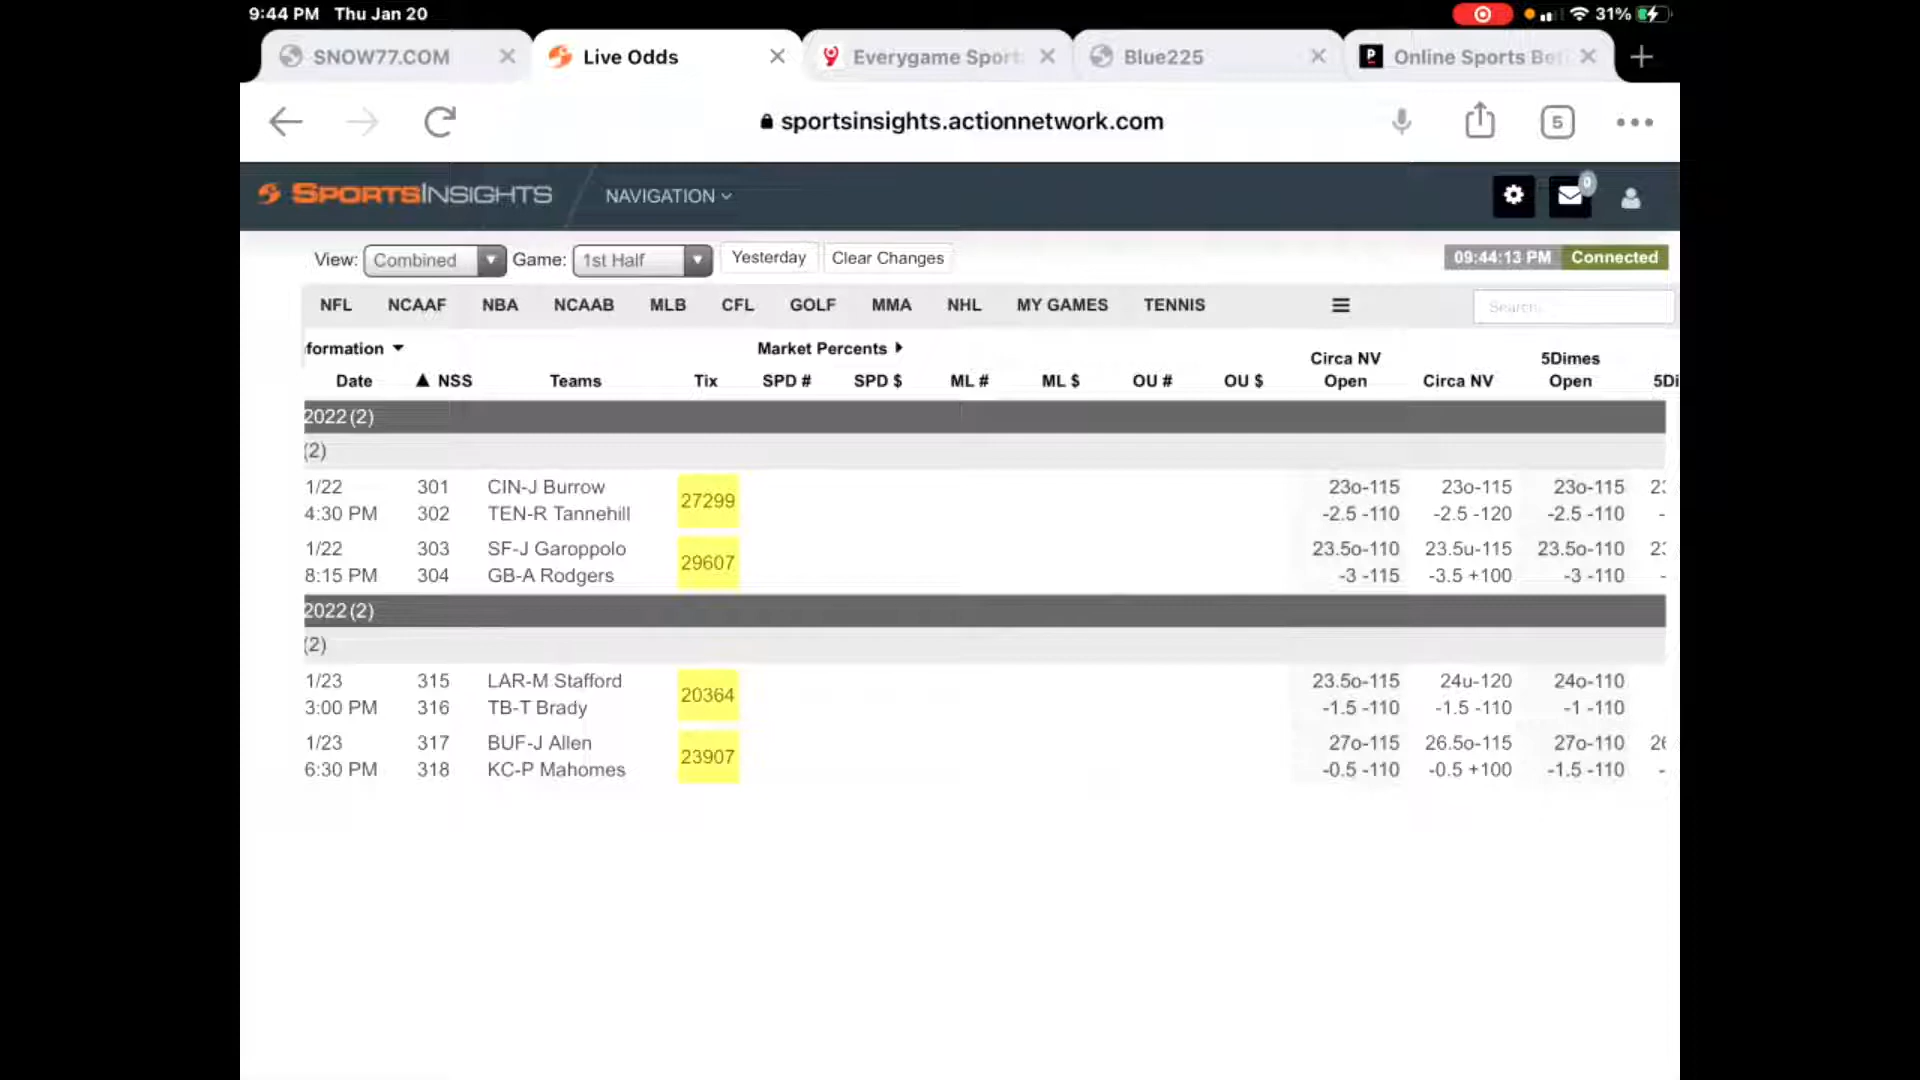 9:44 PM Thu Jan 20 31%
SNOW77.COM Live Odds Everygame Sport Blue225 Online Sports Bet
sportsinsights.actionnetwork.com 5
SPORTSINSIGHTS NAVIGATION 0
View: Combined Game: 1st Half Yesterday Clear Changes 09:44:13 PM Connected
NFL NCAAF NBA NCAAB MLB CFL GOLF MMA NHL MY GAMES TENNIS Search...
formation Market Percents
Date NSS Teams Tix SPD # SPD $ ML # ML $ OU # OU $ Circa NV Open Circa NV 5Dimes Open 5Di
2022 (2)
(2)
1/22 301 CIN-J Burrow 27299 23o-115 23o-115 23o-115 23
4:30 PM 302 TEN-R Tannehill -2.5 -110 -2.5 -120 -2.5 -110 -
1/22 303 SF-J Garoppolo 29607 23.5o-110 23.5u-115 23.5o-110 23
8:15 PM 304 GB-A Rodgers -3 -115 -3.5 +100 -3 -110 -
2022 (2)
(2)
1/23 315 LAR-M Stafford 20364 23.5o-115 24u-120 24o-110
3:00 PM 316 TB-T Brady -1.5 -110 -1.5 -110 -1 -110
1/23 317 BUF-J Allen 23907 27o-115 26.5o-115 27o-110 26
6:30 PM 318 KC-P Mahomes -0.5 -110 -0.5 +100 -1.5 -110 -